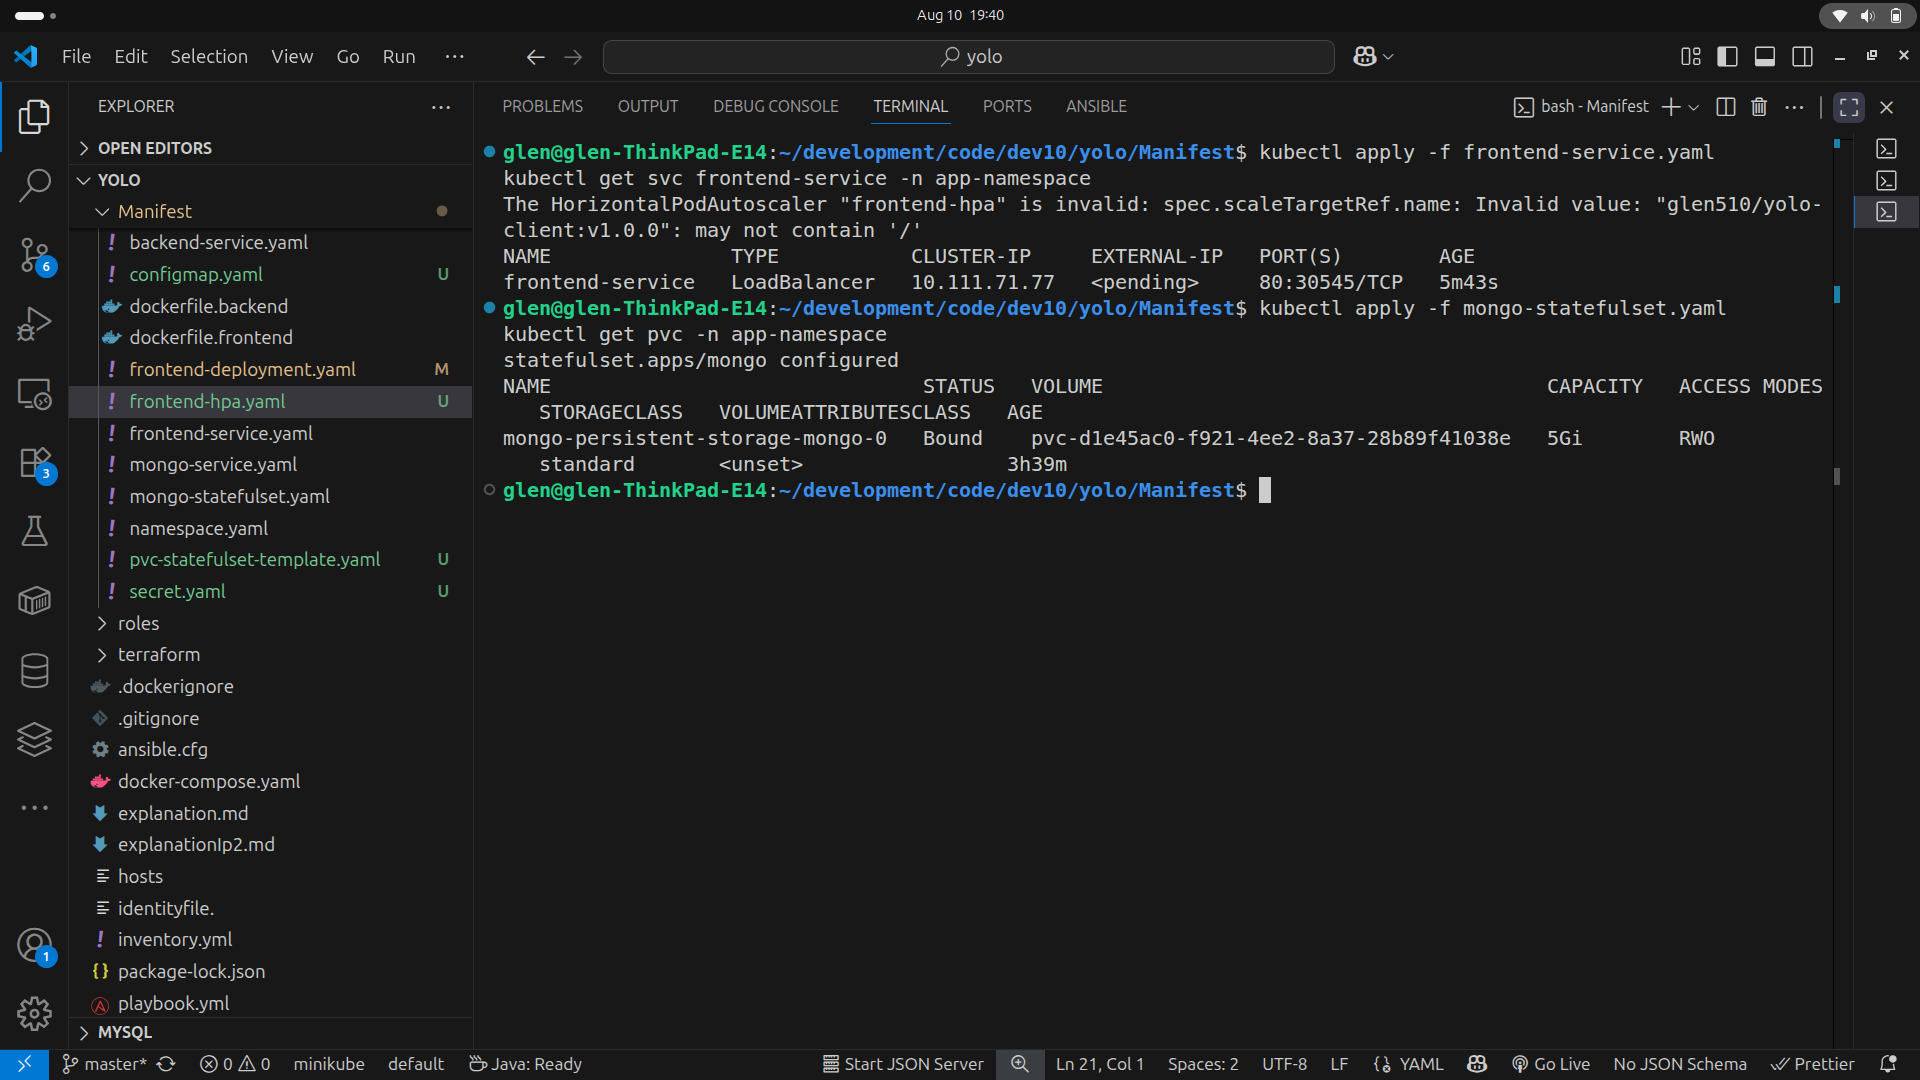 Aug 10 19:40
File Edit Selection View Go Run ···
yolo
EXPLORER ···
OPEN EDITORS
YOLO
Manifest
backend-service.yaml
configmap.yaml U
dockerfile.backend
dockerfile.frontend
frontend-deployment.yaml M
frontend-hpa.yaml U
frontend-service.yaml
mongo-service.yaml
mongo-statefulset.yaml
namespace.yaml
pvc-statefulset-template.yaml U
secret.yaml U
roles
terraform
.dockerignore
.gitignore
ansible.cfg
docker-compose.yaml
explanation.md
explanationIp2.md
hosts
identityfile.
inventory.yml
package-lock.json
playbook.yml
MYSQL
6
3
1
PROBLEMS OUTPUT DEBUG CONSOLE TERMINAL PORTS ANSIBLE bash - Manifest
glen@glen-ThinkPad-E14:~/development/code/dev10/yolo/Manifest$ kubectl apply -f frontend-service.yaml
kubectl get svc frontend-service -n app-namespace
The HorizontalPodAutoscaler "frontend-hpa" is invalid: spec.scaleTargetRef.name: Invalid value: "glen510/yolo-
client:v1.0.0": may not contain '/'
NAME TYPE CLUSTER-IP EXTERNAL-IP PORT(S) AGE
frontend-service LoadBalancer 10.111.71.77 <pending> 80:30545/TCP 5m43s
glen@glen-ThinkPad-E14:~/development/code/dev10/yolo/Manifest$ kubectl apply -f mongo-statefulset.yaml
kubectl get pvc -n app-namespace
statefulset.apps/mongo configured
NAME STATUS VOLUME CAPACITY ACCESS MODES
STORAGECLASS VOLUMEATTRIBUTESCLASS AGE
mongo-persistent-storage-mongo-0 Bound pvc-d1e45ac0-f921-4ee2-8a37-28b89f41038e 5Gi RWO
standard <unset> 3h39m
glen@glen-ThinkPad-E14:~/development/code/dev10/yolo/Manifest$
master* 0 0 minikube default Java: Ready Start JSON Server Ln 21, Col 1 Spaces: 2 UTF-8 LF YAML Go Live No JSON Schema Prettier